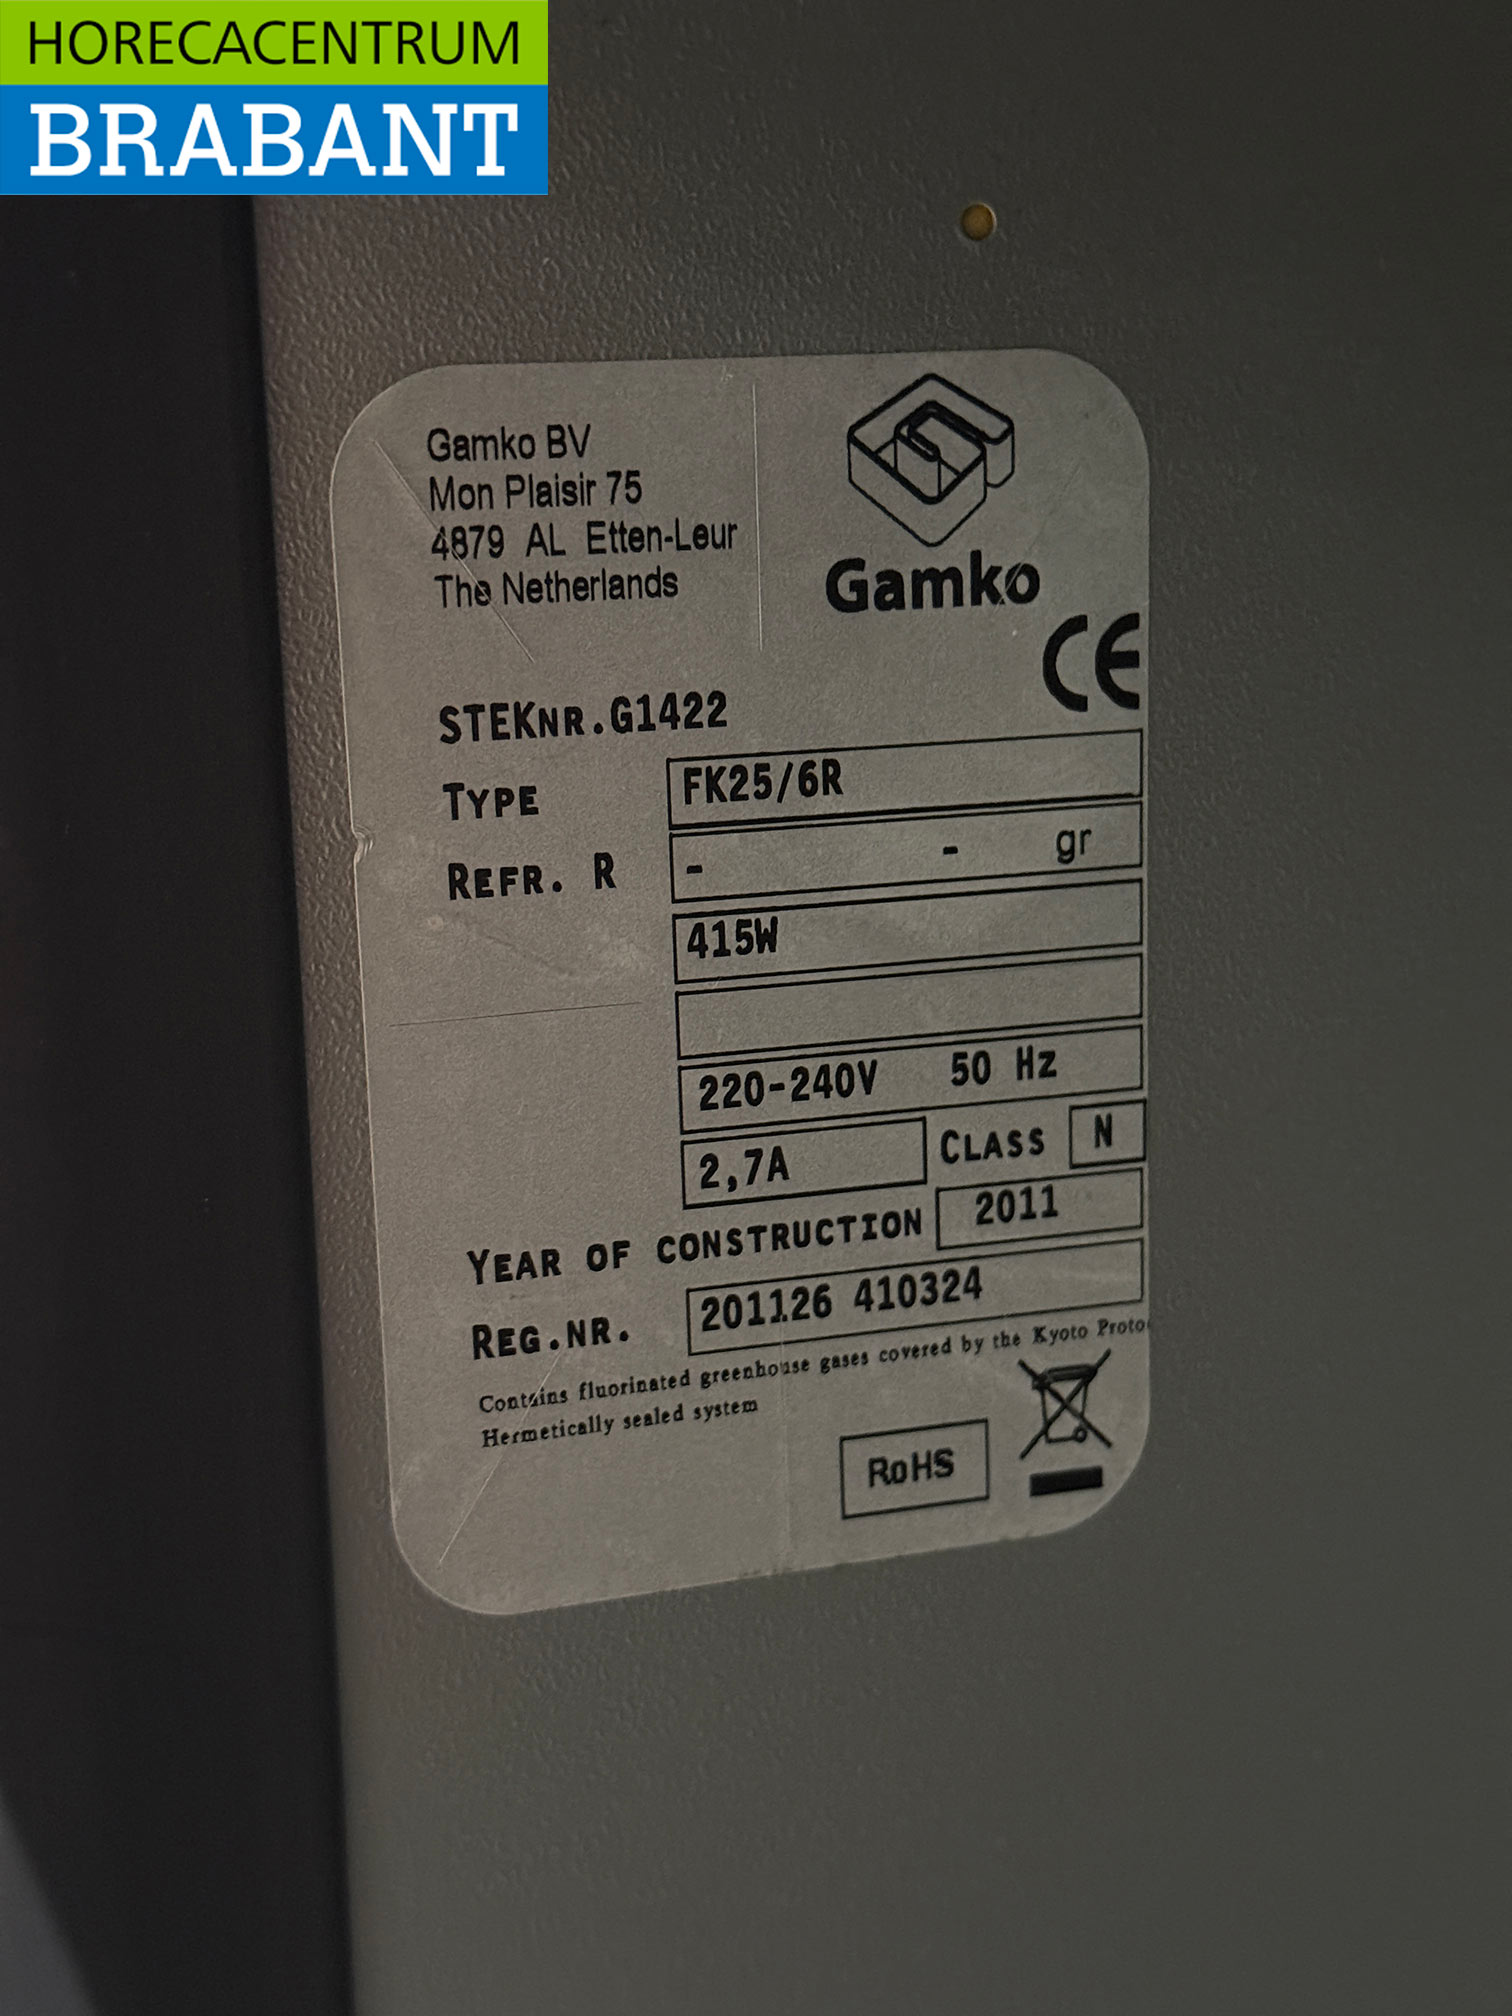 HORECACENTRUM
BRABANT
Gamko BV
Mon Plaisir 75
4879 AL Etten-Leur
The Netherlands
Gamko
CE
STEKNR.G1422
TYPE FK25/6R
REFR. R - - gr
415W
220-240V 50 Hz
2,7A CLASS N
YEAR OF CONSTRUCTION 2011
REG.NR. 201126 410324
Contains fluorinated greenhouse gases covered by the Kyoto Proto
Hermetically sealed system
RoHS